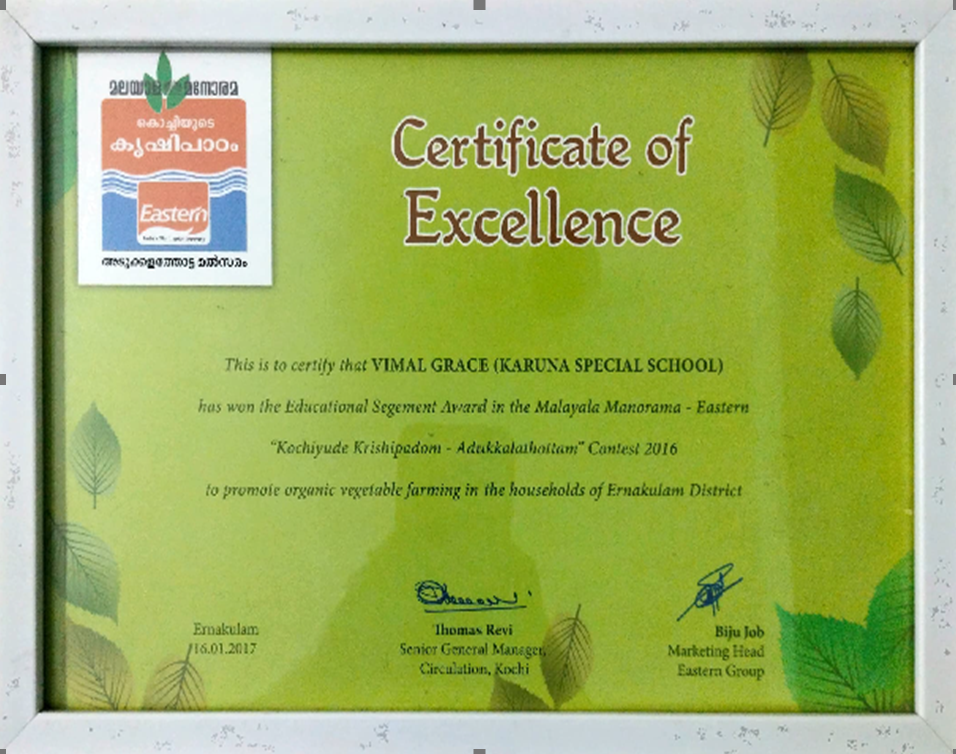 മലയാള മനോരമ
കൊച്ചിയുടെ
കൃഷിപാഠം
Eastern
അടുക്കളത്തോട്ട മൽസരം
Certificate of
Excellence
This is to certify that VIMAL GRACE (KARUNA SPECIAL SCHOOL)
has won the Educational Segement Award in the Malayala Manorama - Eastern
"Kochiyude Krishipadom - Adukkalathottam" Contest 2016
to promote organic vegetable farming in the households of Ernakulam District
Ernakulam
16.01.2017
Thomas Revi
Senior General Manager,
Circulation, Kochi
Biju Job
Marketing Head
Eastern Group